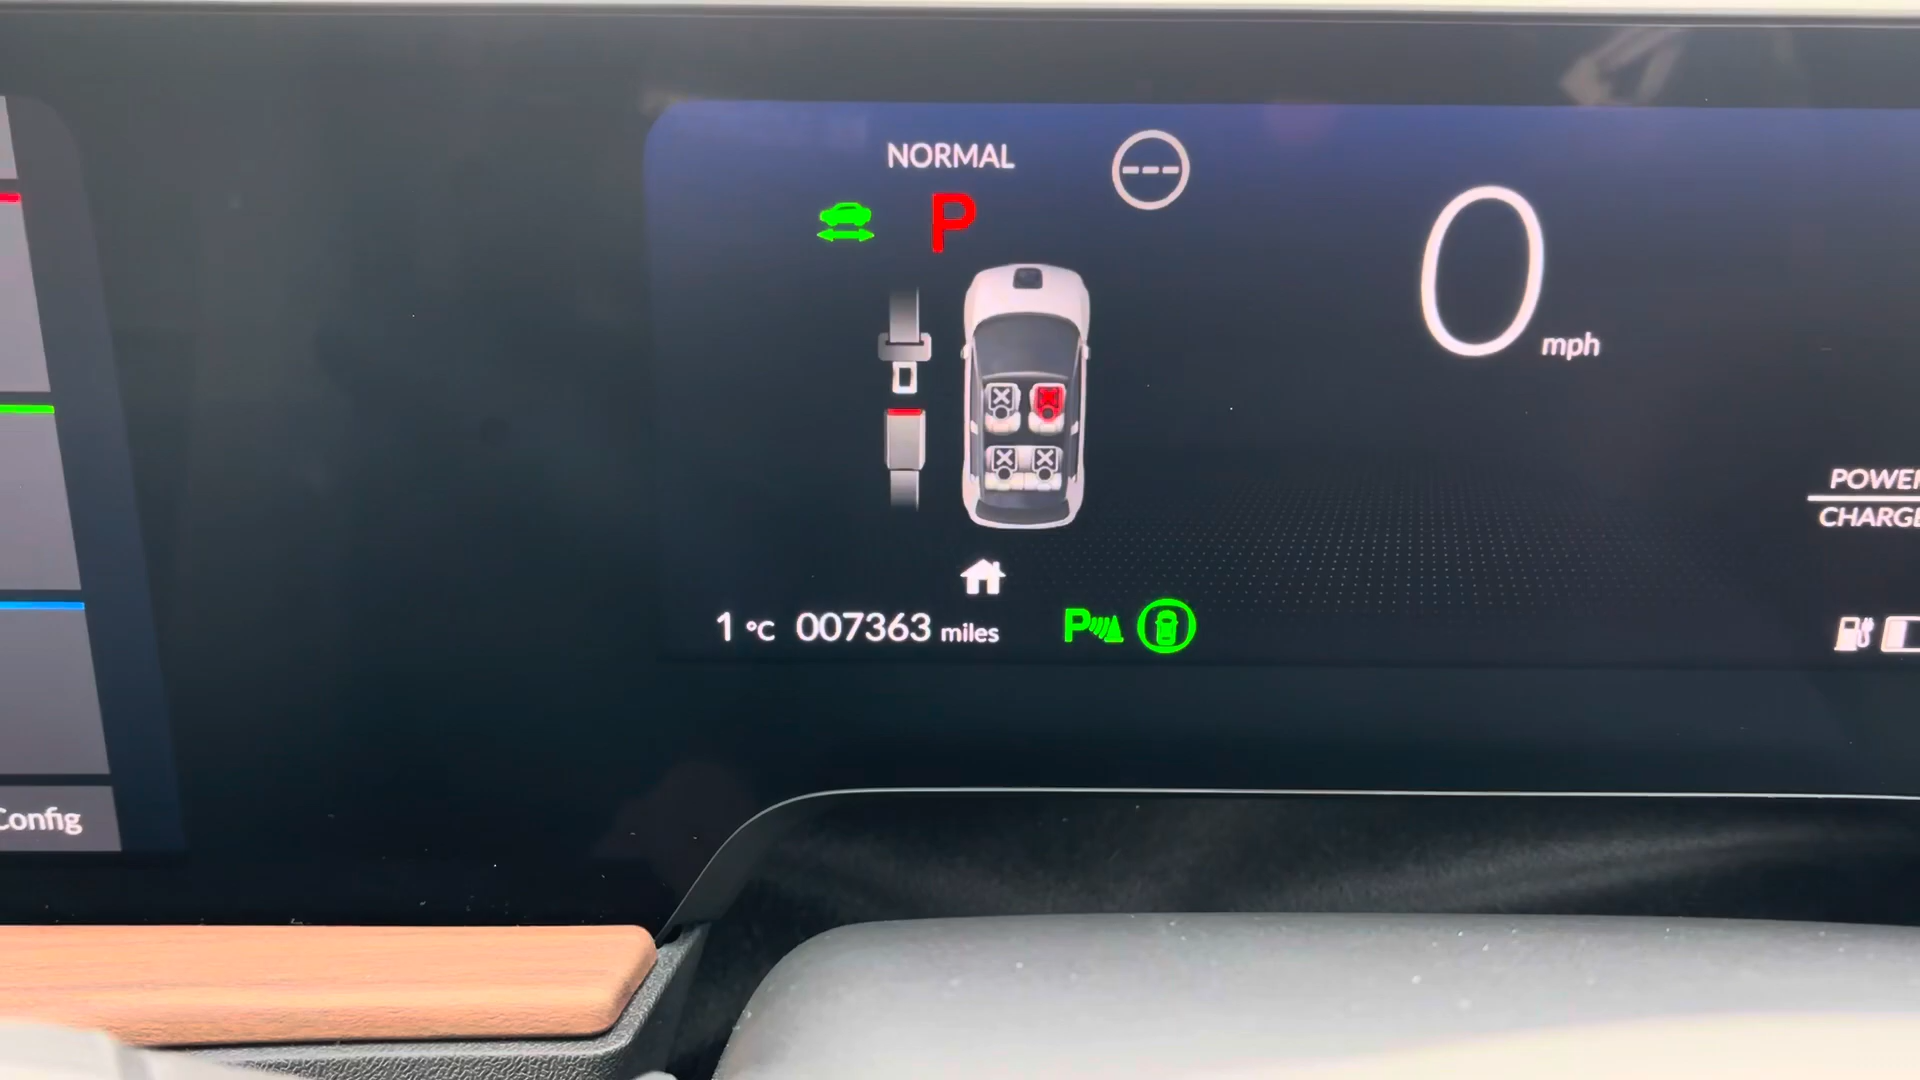 NORMAL
---
P
0 mph
POWER
CHARGE
1 °C 007363 miles
P
Config